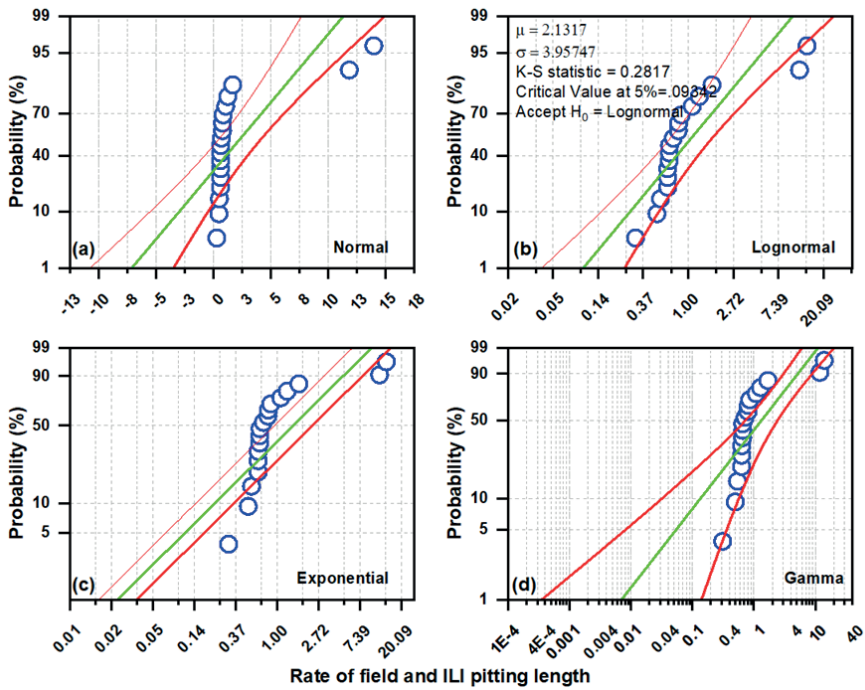 99
95
70
40
10
1
Probability (%)
(a)
Normal
-13 -10 -8 -5 -3 0 3 5 8 10 13 15 18
99
95
70
40
10
1
Probability (%)
μ = 2.1317
σ = 3.95747
K-S statistic = 0.2817
Critical Value at 5%=.09342
Accept H₀ = Lognormal
(b)
Lognormal
0.02 0.05 0.14 0.37 1.00 2.72 7.39 20.09
99
90
50
10
5
Probability (%)
(c)
Exponential
0.01 0.02 0.05 0.14 0.37 1.00 2.72 7.39 20.09
99
90
50
10
5
1
Probability (%)
(d)
Gamma
1E-4 4E-4 0.001 0.004 0.01 0.04 0.1 0.4 1 4 10 40
Rate of field and ILI pitting length